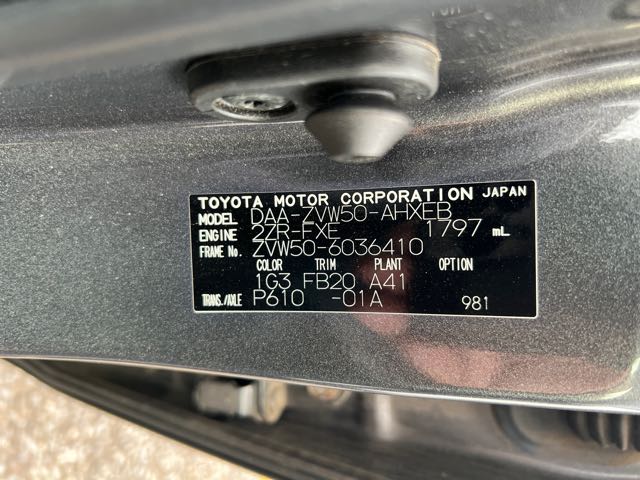 TOYOTA MOTOR CORPORATION JAPAN
MODEL DAA-ZVW50-AHXEB
ENGINE 2ZR-FXE 1797 mL
FRAME No. ZVW50-6036410
COLOR TRIM PLANT OPTION
1G3 FB20 A41
TRANS./AXLE P610 -01A 981